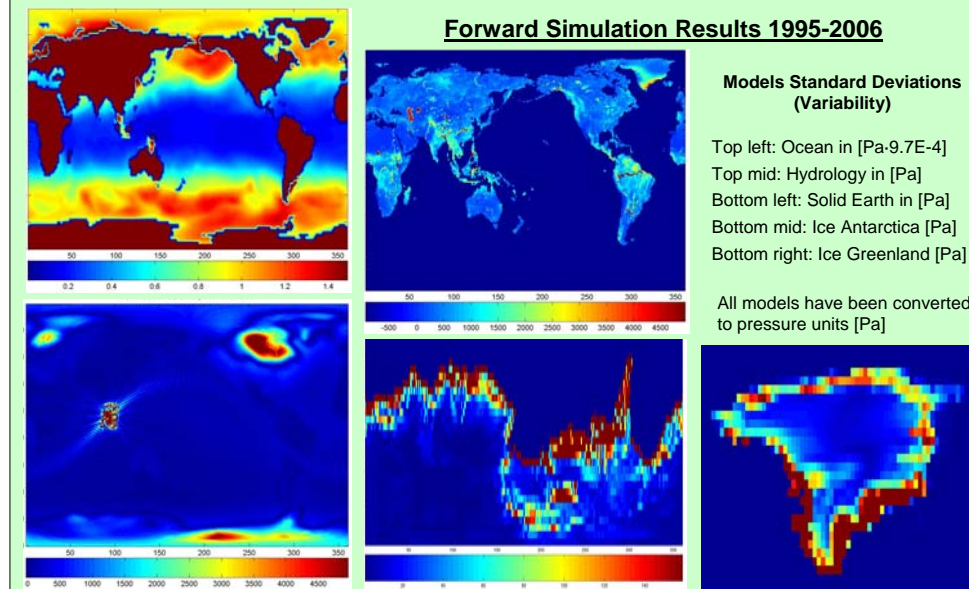 Forward Simulation Results 1995-2006
Models Standard Deviations
(Variability)
Top left: Ocean in [Pa·9.7E-4]
Top mid: Hydrology in [Pa]
Bottom left: Solid Earth in [Pa]
Bottom mid: Ice Antarctica [Pa]
Bottom right: Ice Greenland [Pa]
All models have been converted
to pressure units [Pa]
50 100 150 200 250 300 350
0.2 0.4 0.6 0.8 1 1.2 1.4
50 100 150 200 250 300 350
-500 0 500 1000 1500 2000 2500 3000 3500 4000 4500
50 100 150 200 250 300 350
0 500 1000 1500 2000 2500 3000 3500 4000 4500